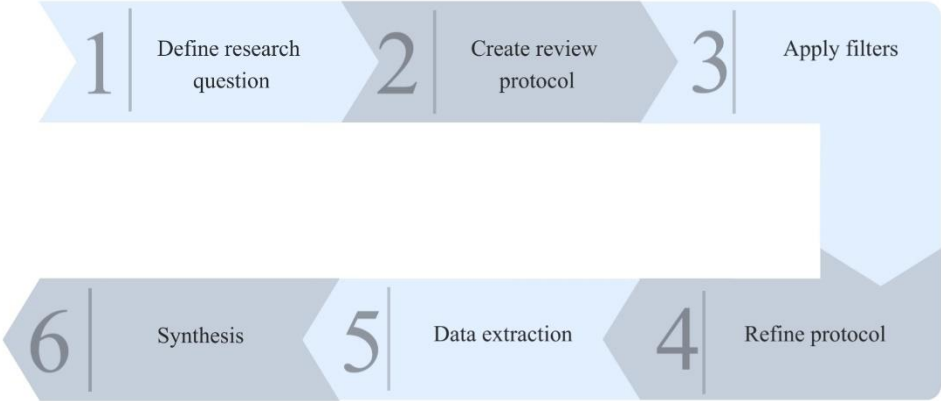 1
Define research
question
2
Create review
protocol
3
Apply filters
4
Refine protocol
5
Data extraction
6
Synthesis